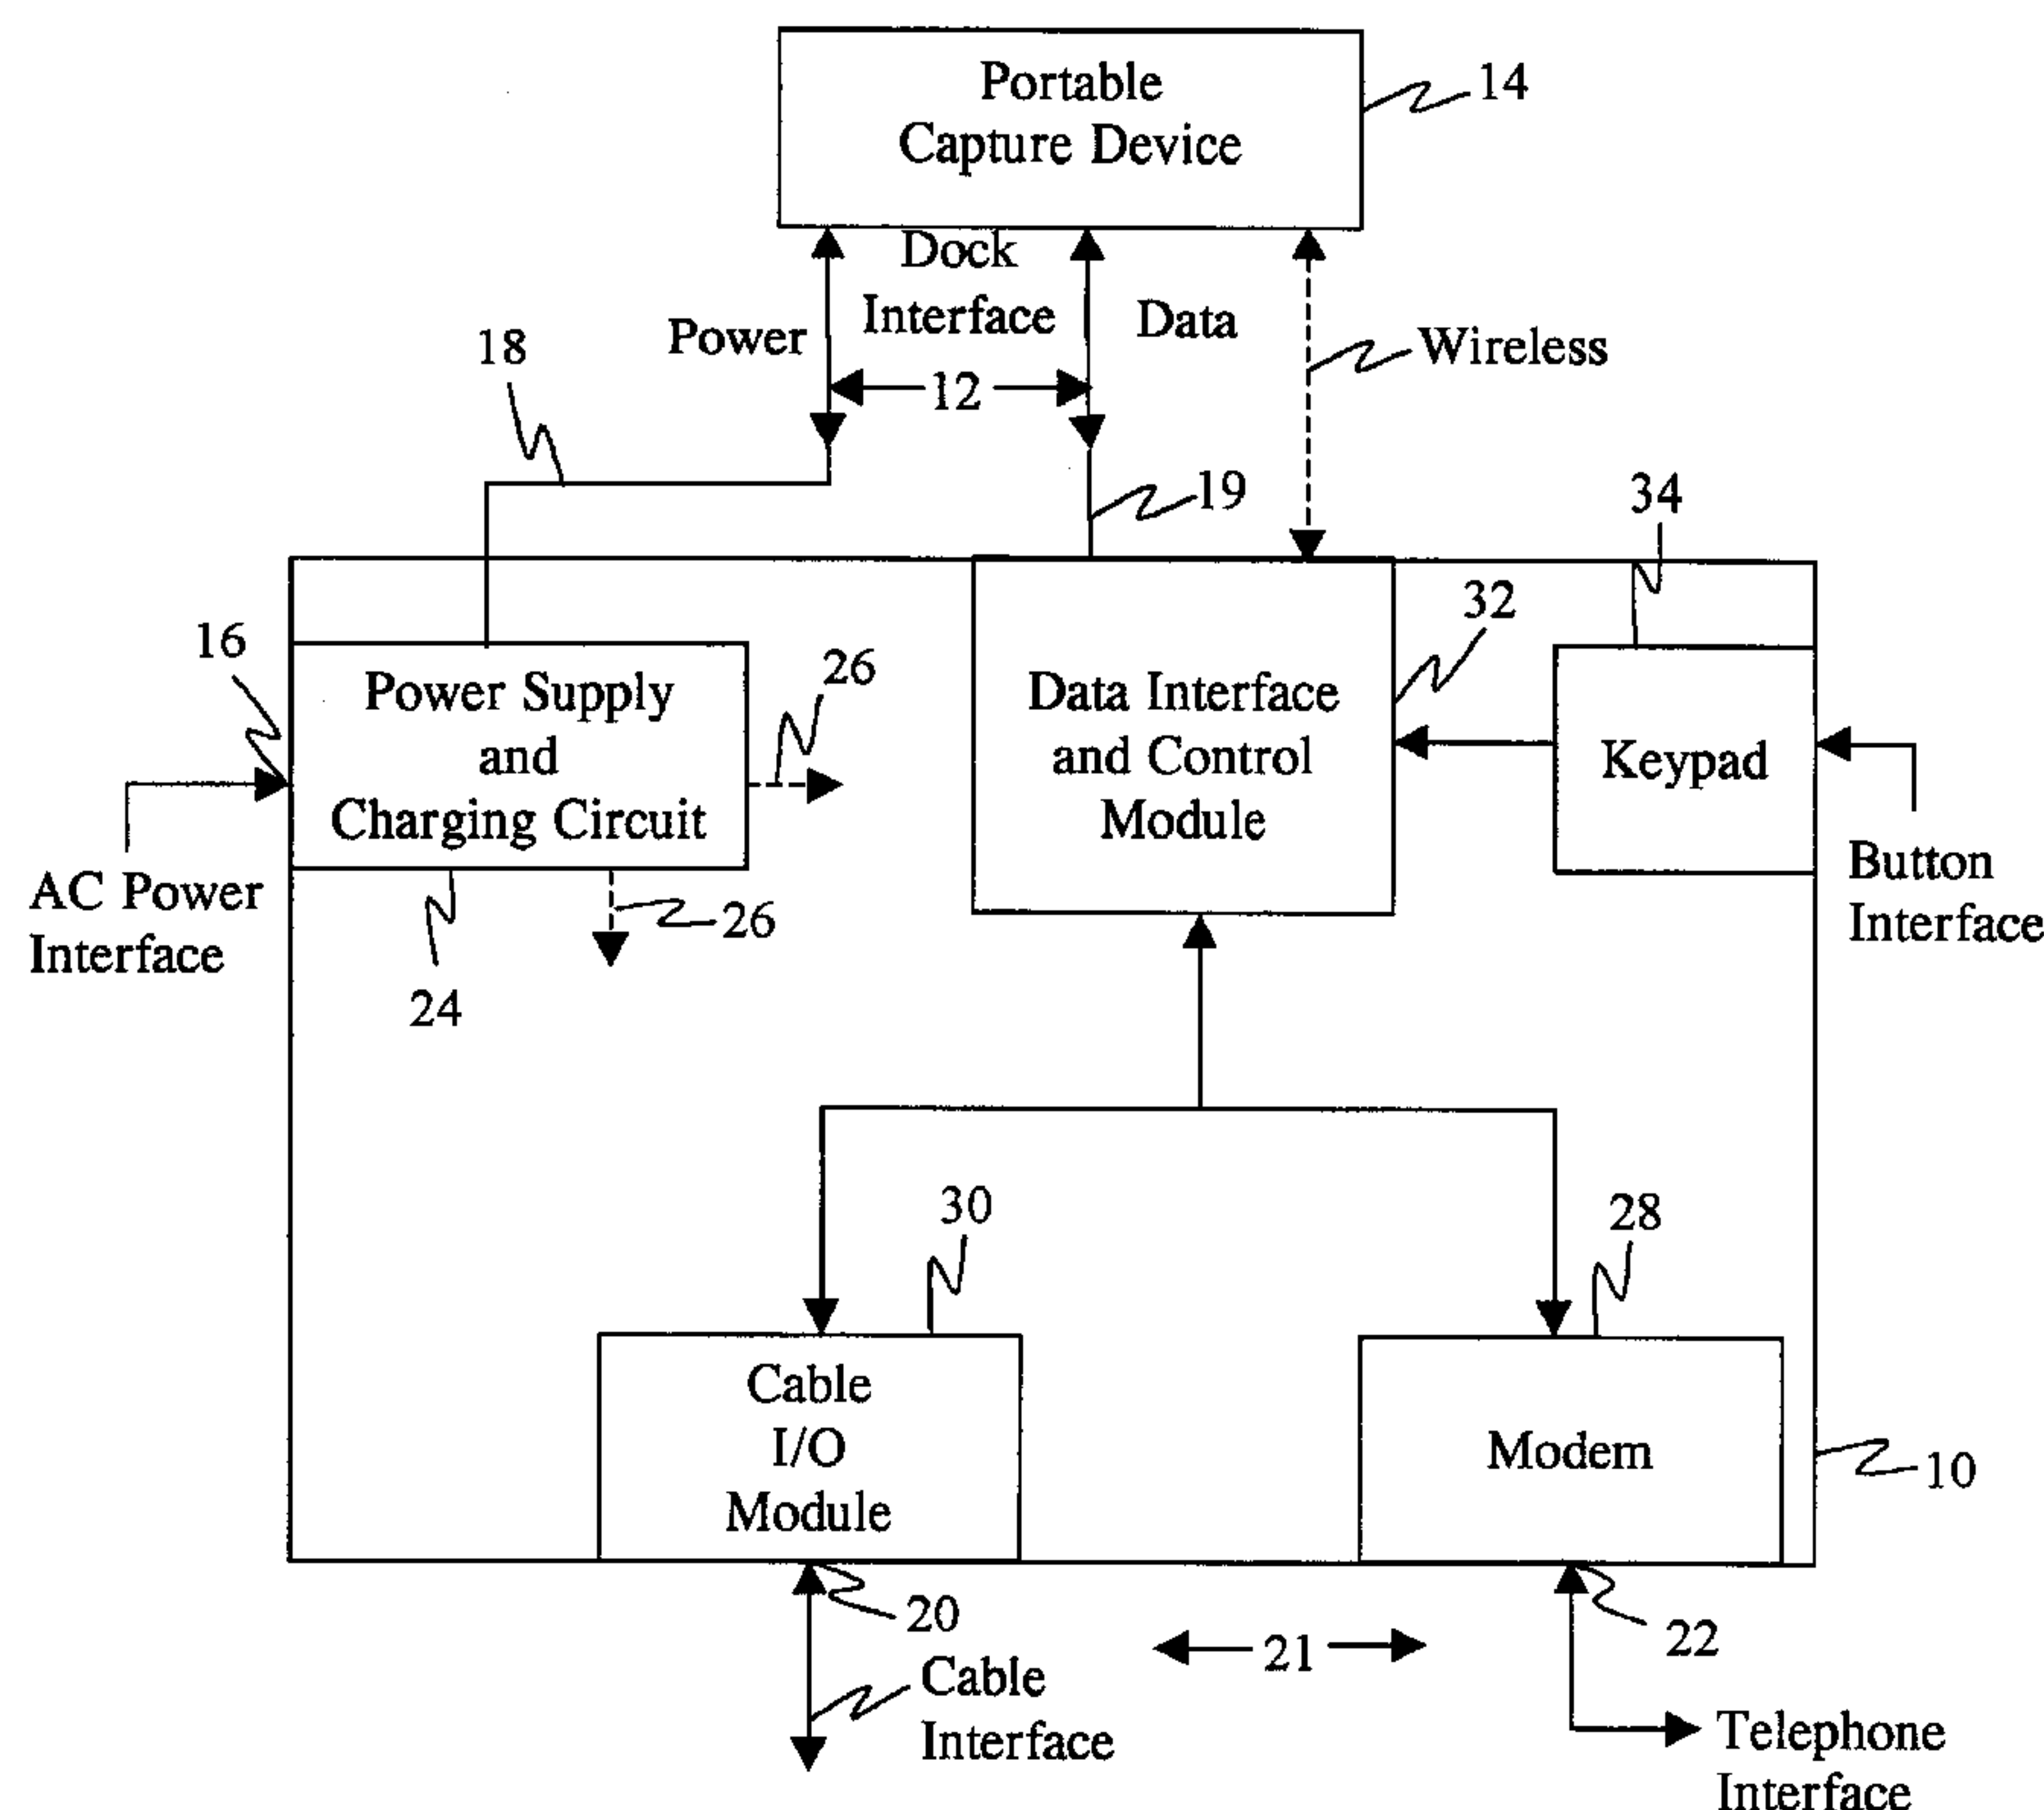 Portable
Capture Device
14
Dock
Interface
Power
Data
12
Wireless
18
19
34
32
16
26
Power Supply
and
Charging Circuit
Data Interface
and Control
Module
Keypad
AC Power
Interface
26
24
Button
Interface
30
28
Cable
I/O
Module
Modem
10
20
21
22
Cable
Interface
Telephone
Interface